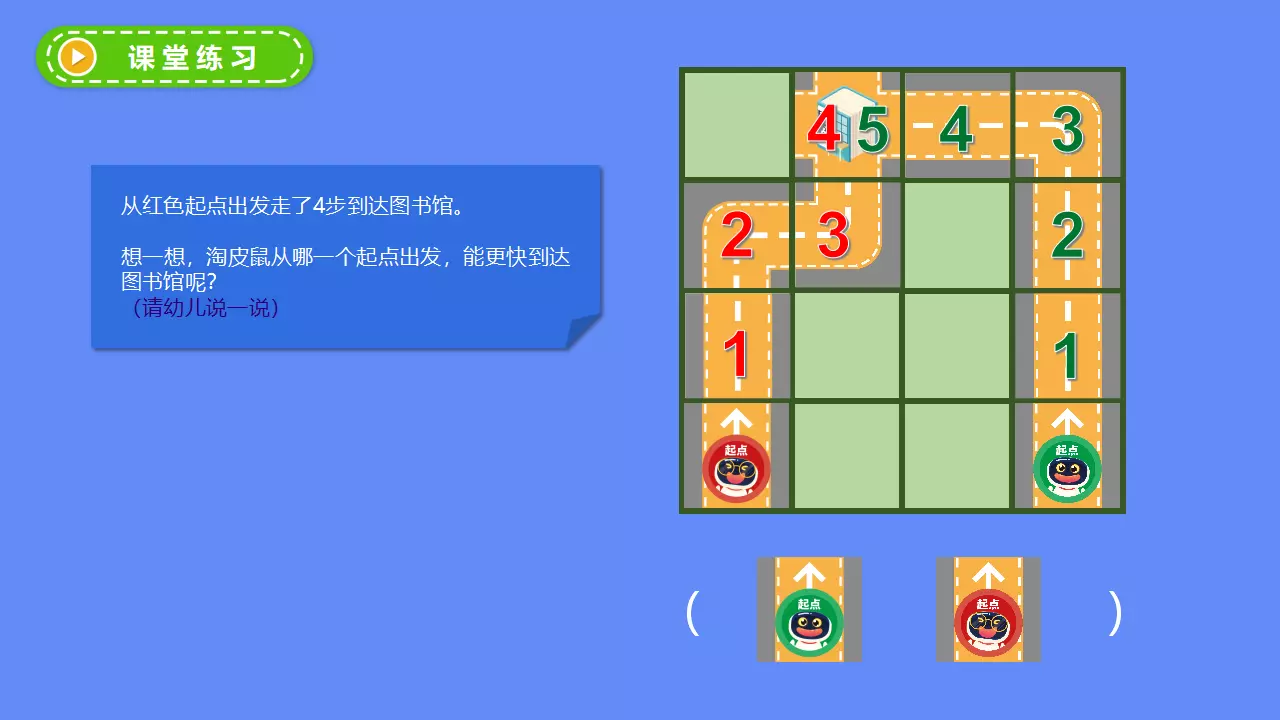 课堂练习
从红色起点出发走了4步到达图书馆。
想一想，淘皮鼠从哪一个起点出发，能更快到达
图书馆呢？
（请幼儿说一说）
4 5 4 3
2 3 2
1 1
起点 起点
( 起点 起点 )